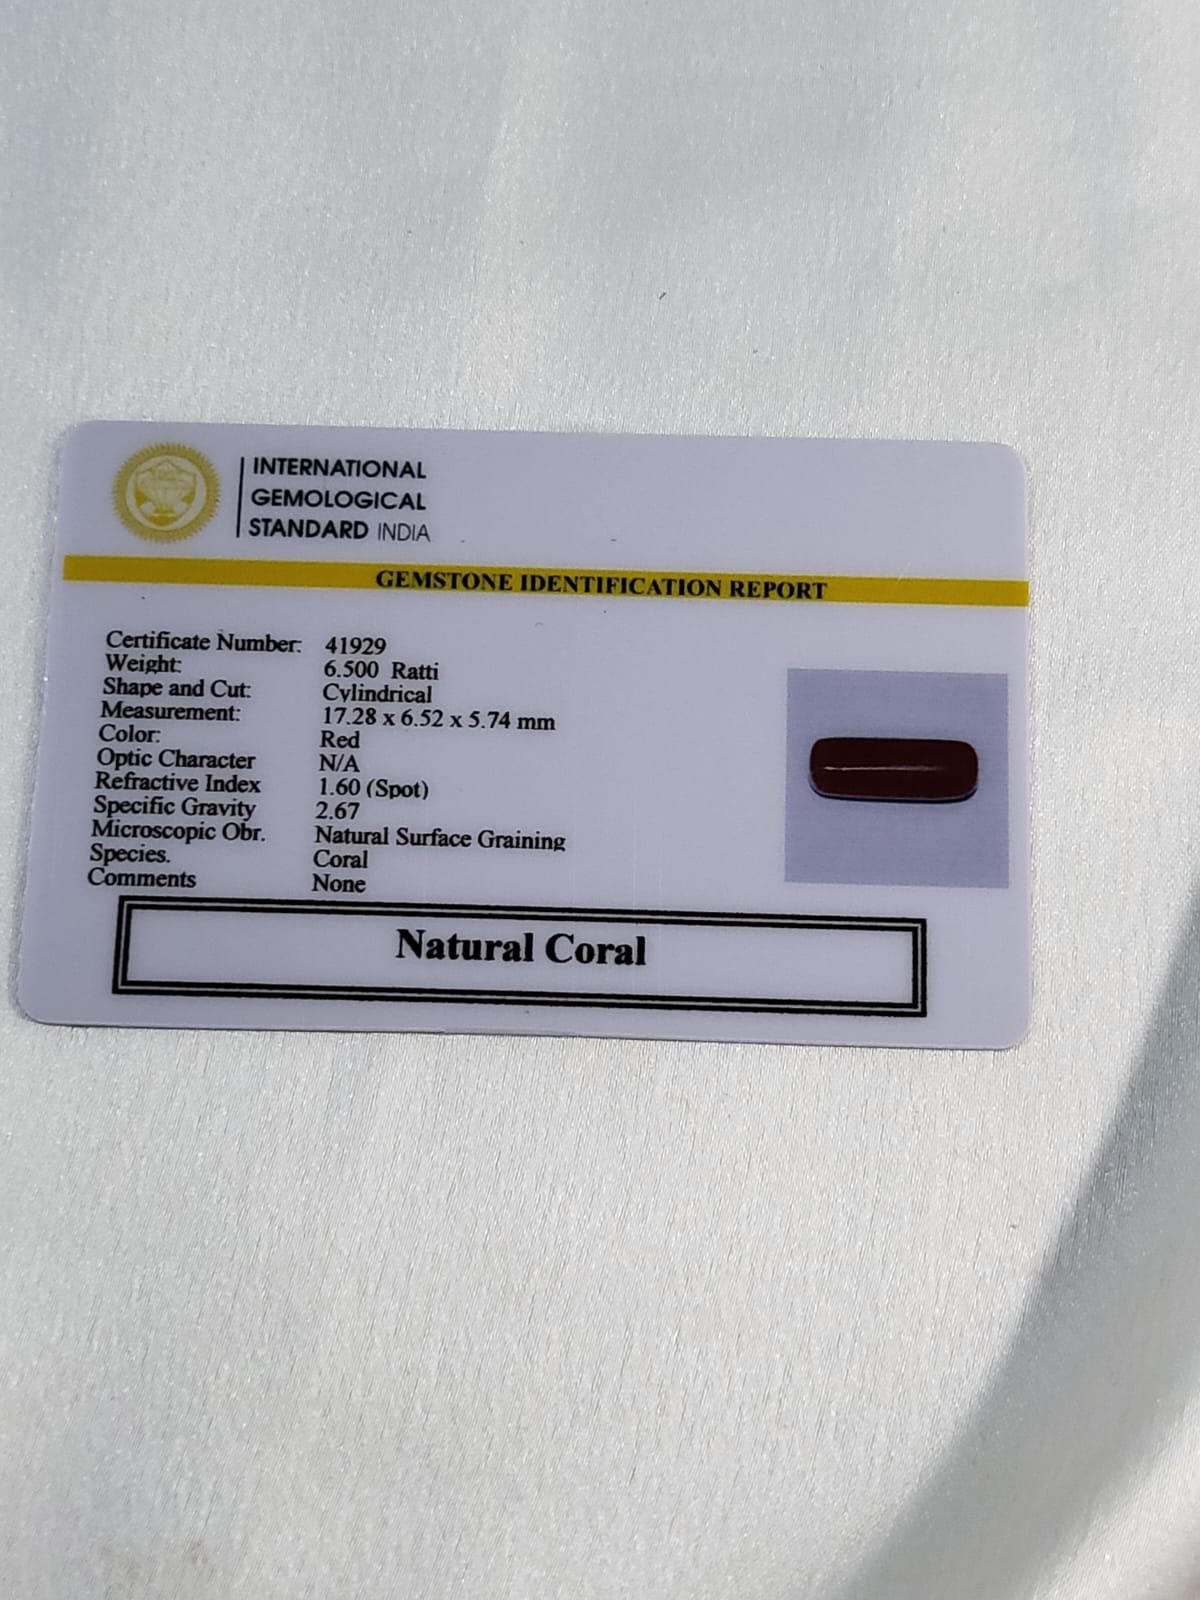 INTERNATIONAL
GEMOLOGICAL
STANDARD INDIA
GEMSTONE IDENTIFICATION REPORT
Certificate Number: 41929
Weight: 6.500 Ratti
Shape and Cut: Cylindrical
Measurement: 17.28 x 6.52 x 5.74 mm
Color: Red
Optic Character N/A
Refractive Index 1.60 (Spot)
Specific Gravity 2.67
Microscopic Obr. Natural Surface Graining
Species. Coral
Comments None
Natural Coral